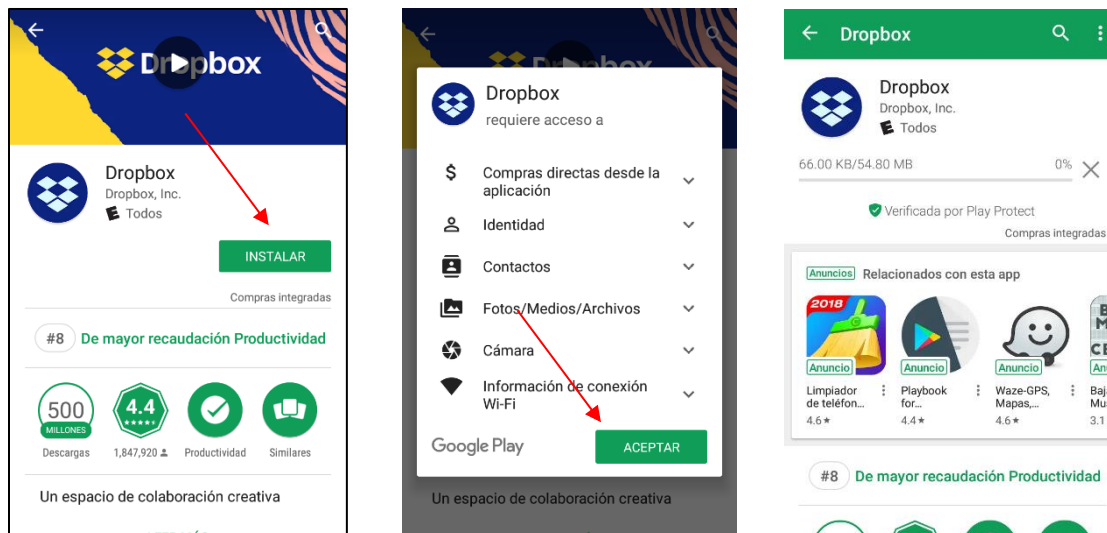 Dropbox
Dropbox
Dropbox, Inc.
E Todos
INSTALAR
Compras integradas
#8 De mayor recaudación Productividad
500
MILLONES
4.4
Descargas 1,847,920 Productividad Similares
Un espacio de colaboración creativa
Dropbox
requiere acceso a
$ Compras directas desde la
aplicación
Identidad
Contactos
Fotos/Medios/Archivos
Cámara
Información de conexión
Wi-Fi
Google Play ACEPTAR
Un espacio de colaboración creativa
Dropbox
Dropbox
Dropbox, Inc.
E Todos
66.00 KB/54.80 MB 0%
Verificada por Play Protect
Compras integradas
Anuncios Relacionados con esta app
2018
Anuncio Anuncio Anuncio
Limpiador
de teléfon...
4.6★
Playbook
for...
4.4★
Waze-GPS,
Mapas,...
4.6★
3.1
#8 De mayor recaudación Productividad